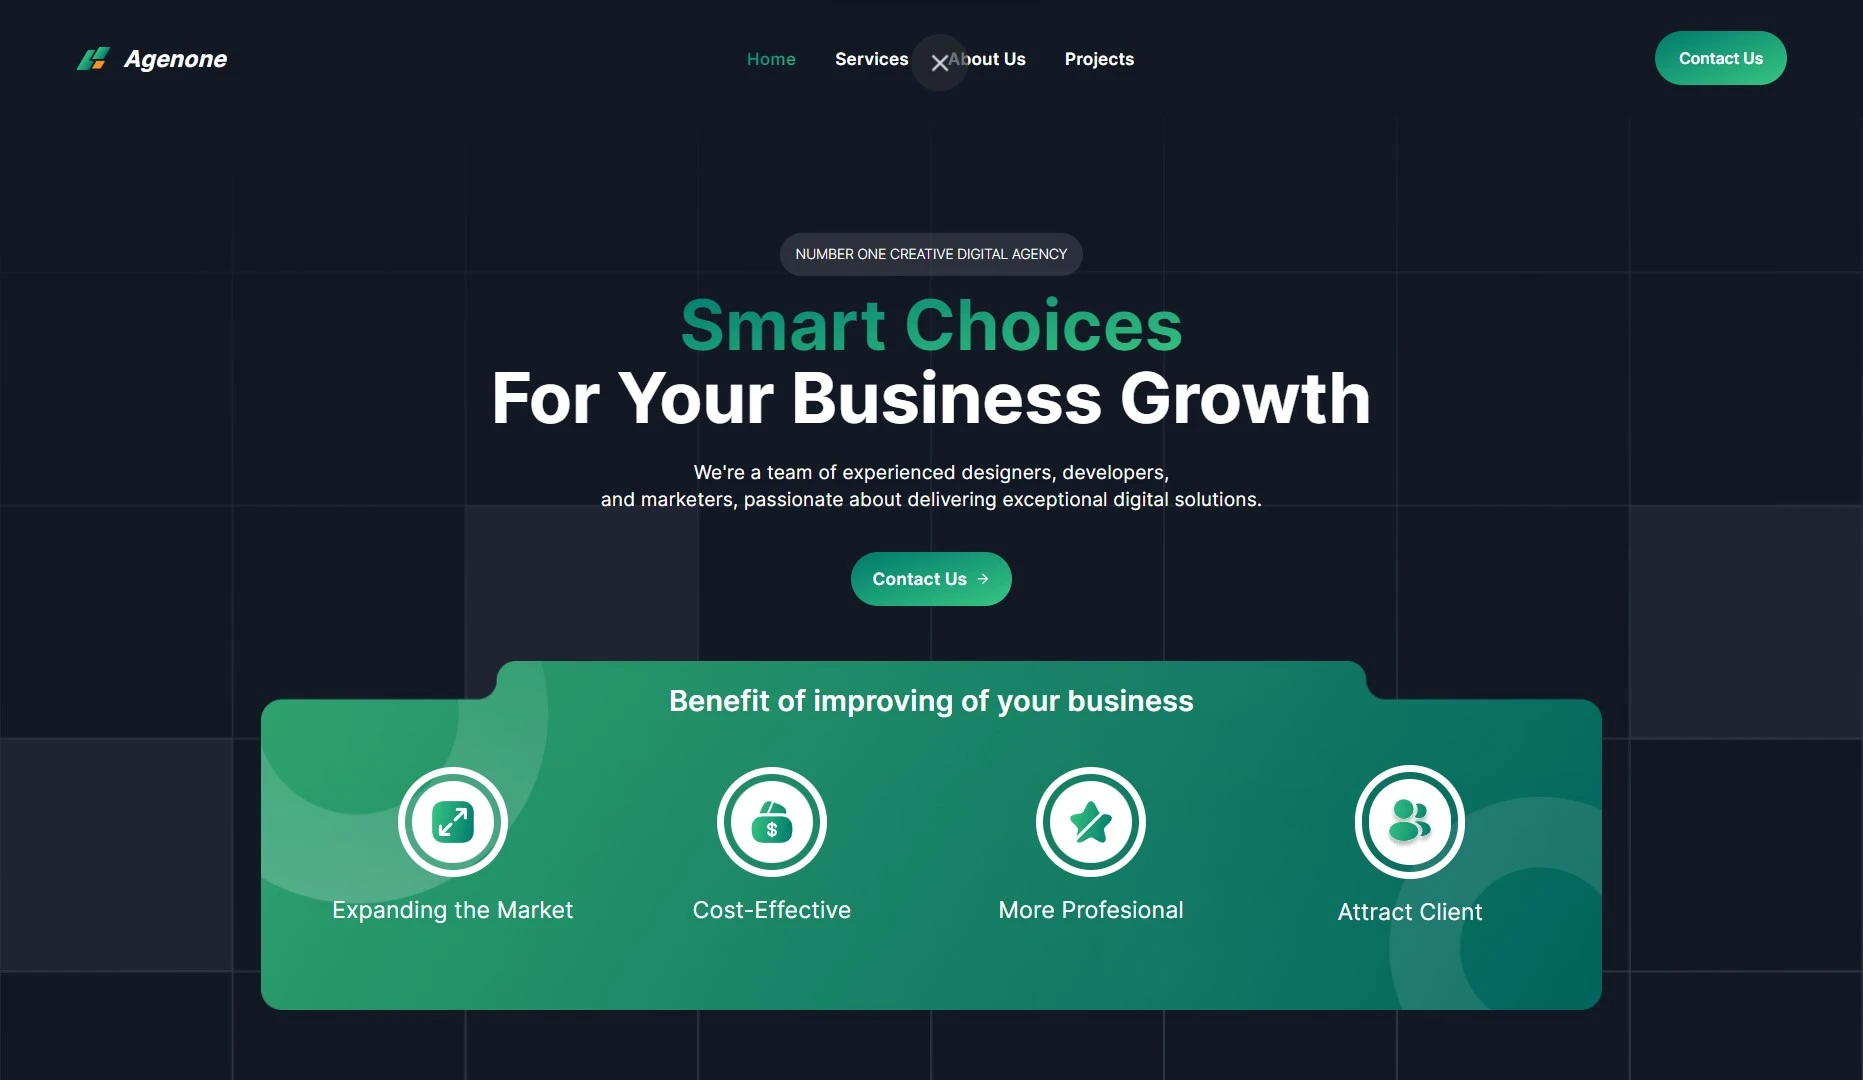 Agenone
Home
Services
About Us
Projects
Contact Us
NUMBER ONE CREATIVE DIGITAL AGENCY
Smart Choices
For Your Business Growth
We're a team of experienced designers, developers,
and marketers, passionate about delivering exceptional digital solutions.
Contact Us →
Benefit of improving of your business
$
Expanding the Market
Cost-Effective
More Profesional
Attract Client